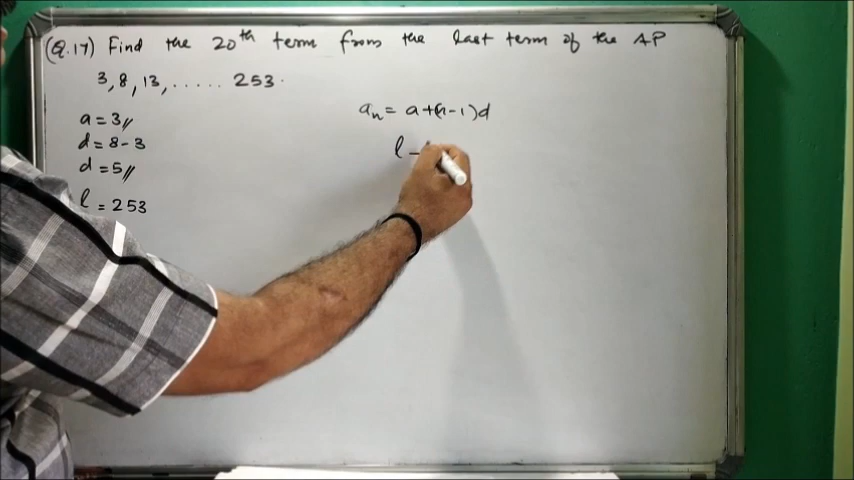 (Q.17) Find the 20th term from the last term of the AP
3, 8, 13, ..... 253.
a = 3//
d = 8 - 3
d = 5//
l = 253
an = a + (n - 1)d
l -